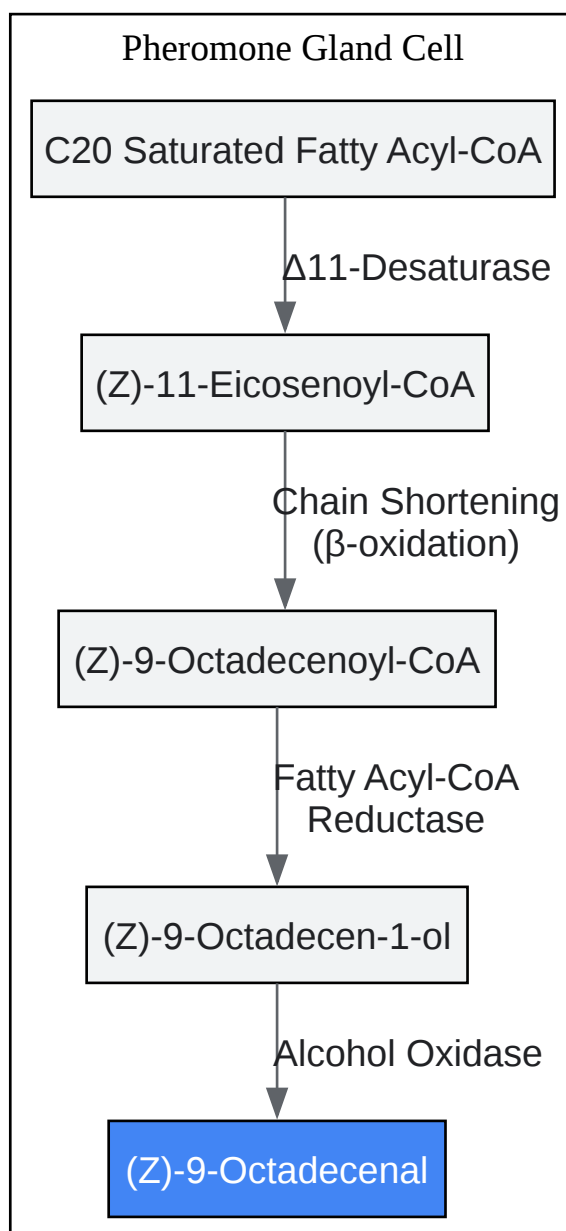 Pheromone Gland Cell
C20 Saturated Fatty Acyl-CoA
Δ11-Desaturase
(Z)-11-Eicosenoyl-CoA
Chain Shortening
(β-oxidation)
(Z)-9-Octadecenoyl-CoA
Fatty Acyl-CoA
Reductase
(Z)-9-Octadecen-1-ol
Alcohol Oxidase
(Z)-9-Octadecenal